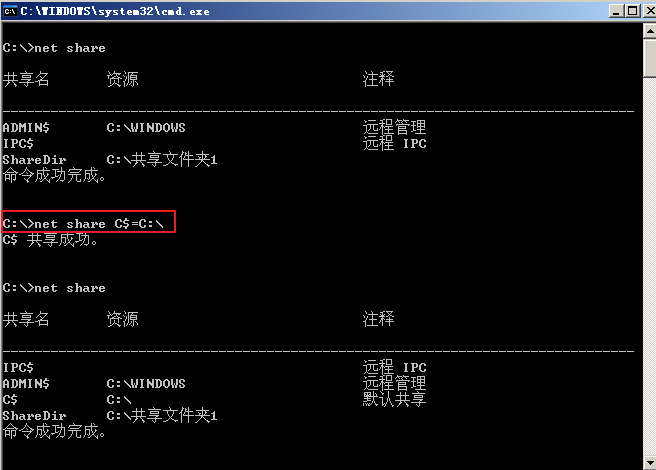 C:\WINDOWS\system32\cmd.exe
C:\>net share
共享名 资源 注释
-------------------------------------------------------------------------------
ADMIN$ C:\WINDOWS 远程管理
IPC$ 远程 IPC
ShareDir C:\共享文件夹1
命令成功完成。
C:\>net share C$=C:\
C$ 共享成功。
C:\>net share
共享名 资源 注释
-------------------------------------------------------------------------------
IPC$ 远程 IPC
ADMIN$ C:\WINDOWS 远程管理
C$ C:\ 默认共享
ShareDir C:\共享文件夹1
命令成功完成。